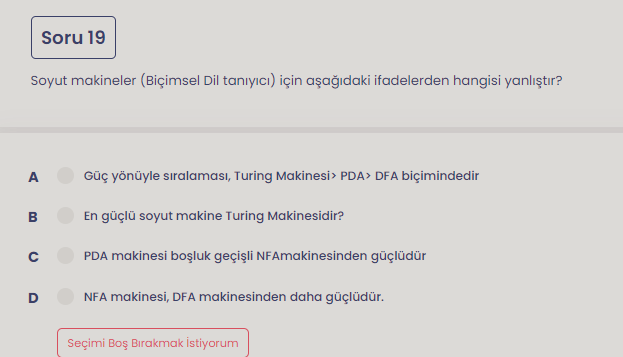 Soru 19
Soyut makineler (Biçimsel Dil tanıyıcı) için aşağıdaki ifadelerden hangisi yanlıştır?
A Güç yönüyle sıralaması, Turing Makinesi> PDA> DFA biçimindedir
B En güçlü soyut makine Turing Makinesidir?
C PDA makinesi boşluk geçişli NFAmakinesinden güçlüdür
D NFA makinesi, DFA makinesinden daha güçlüdür.
Seçimi Boş Bırakmak İstiyorum